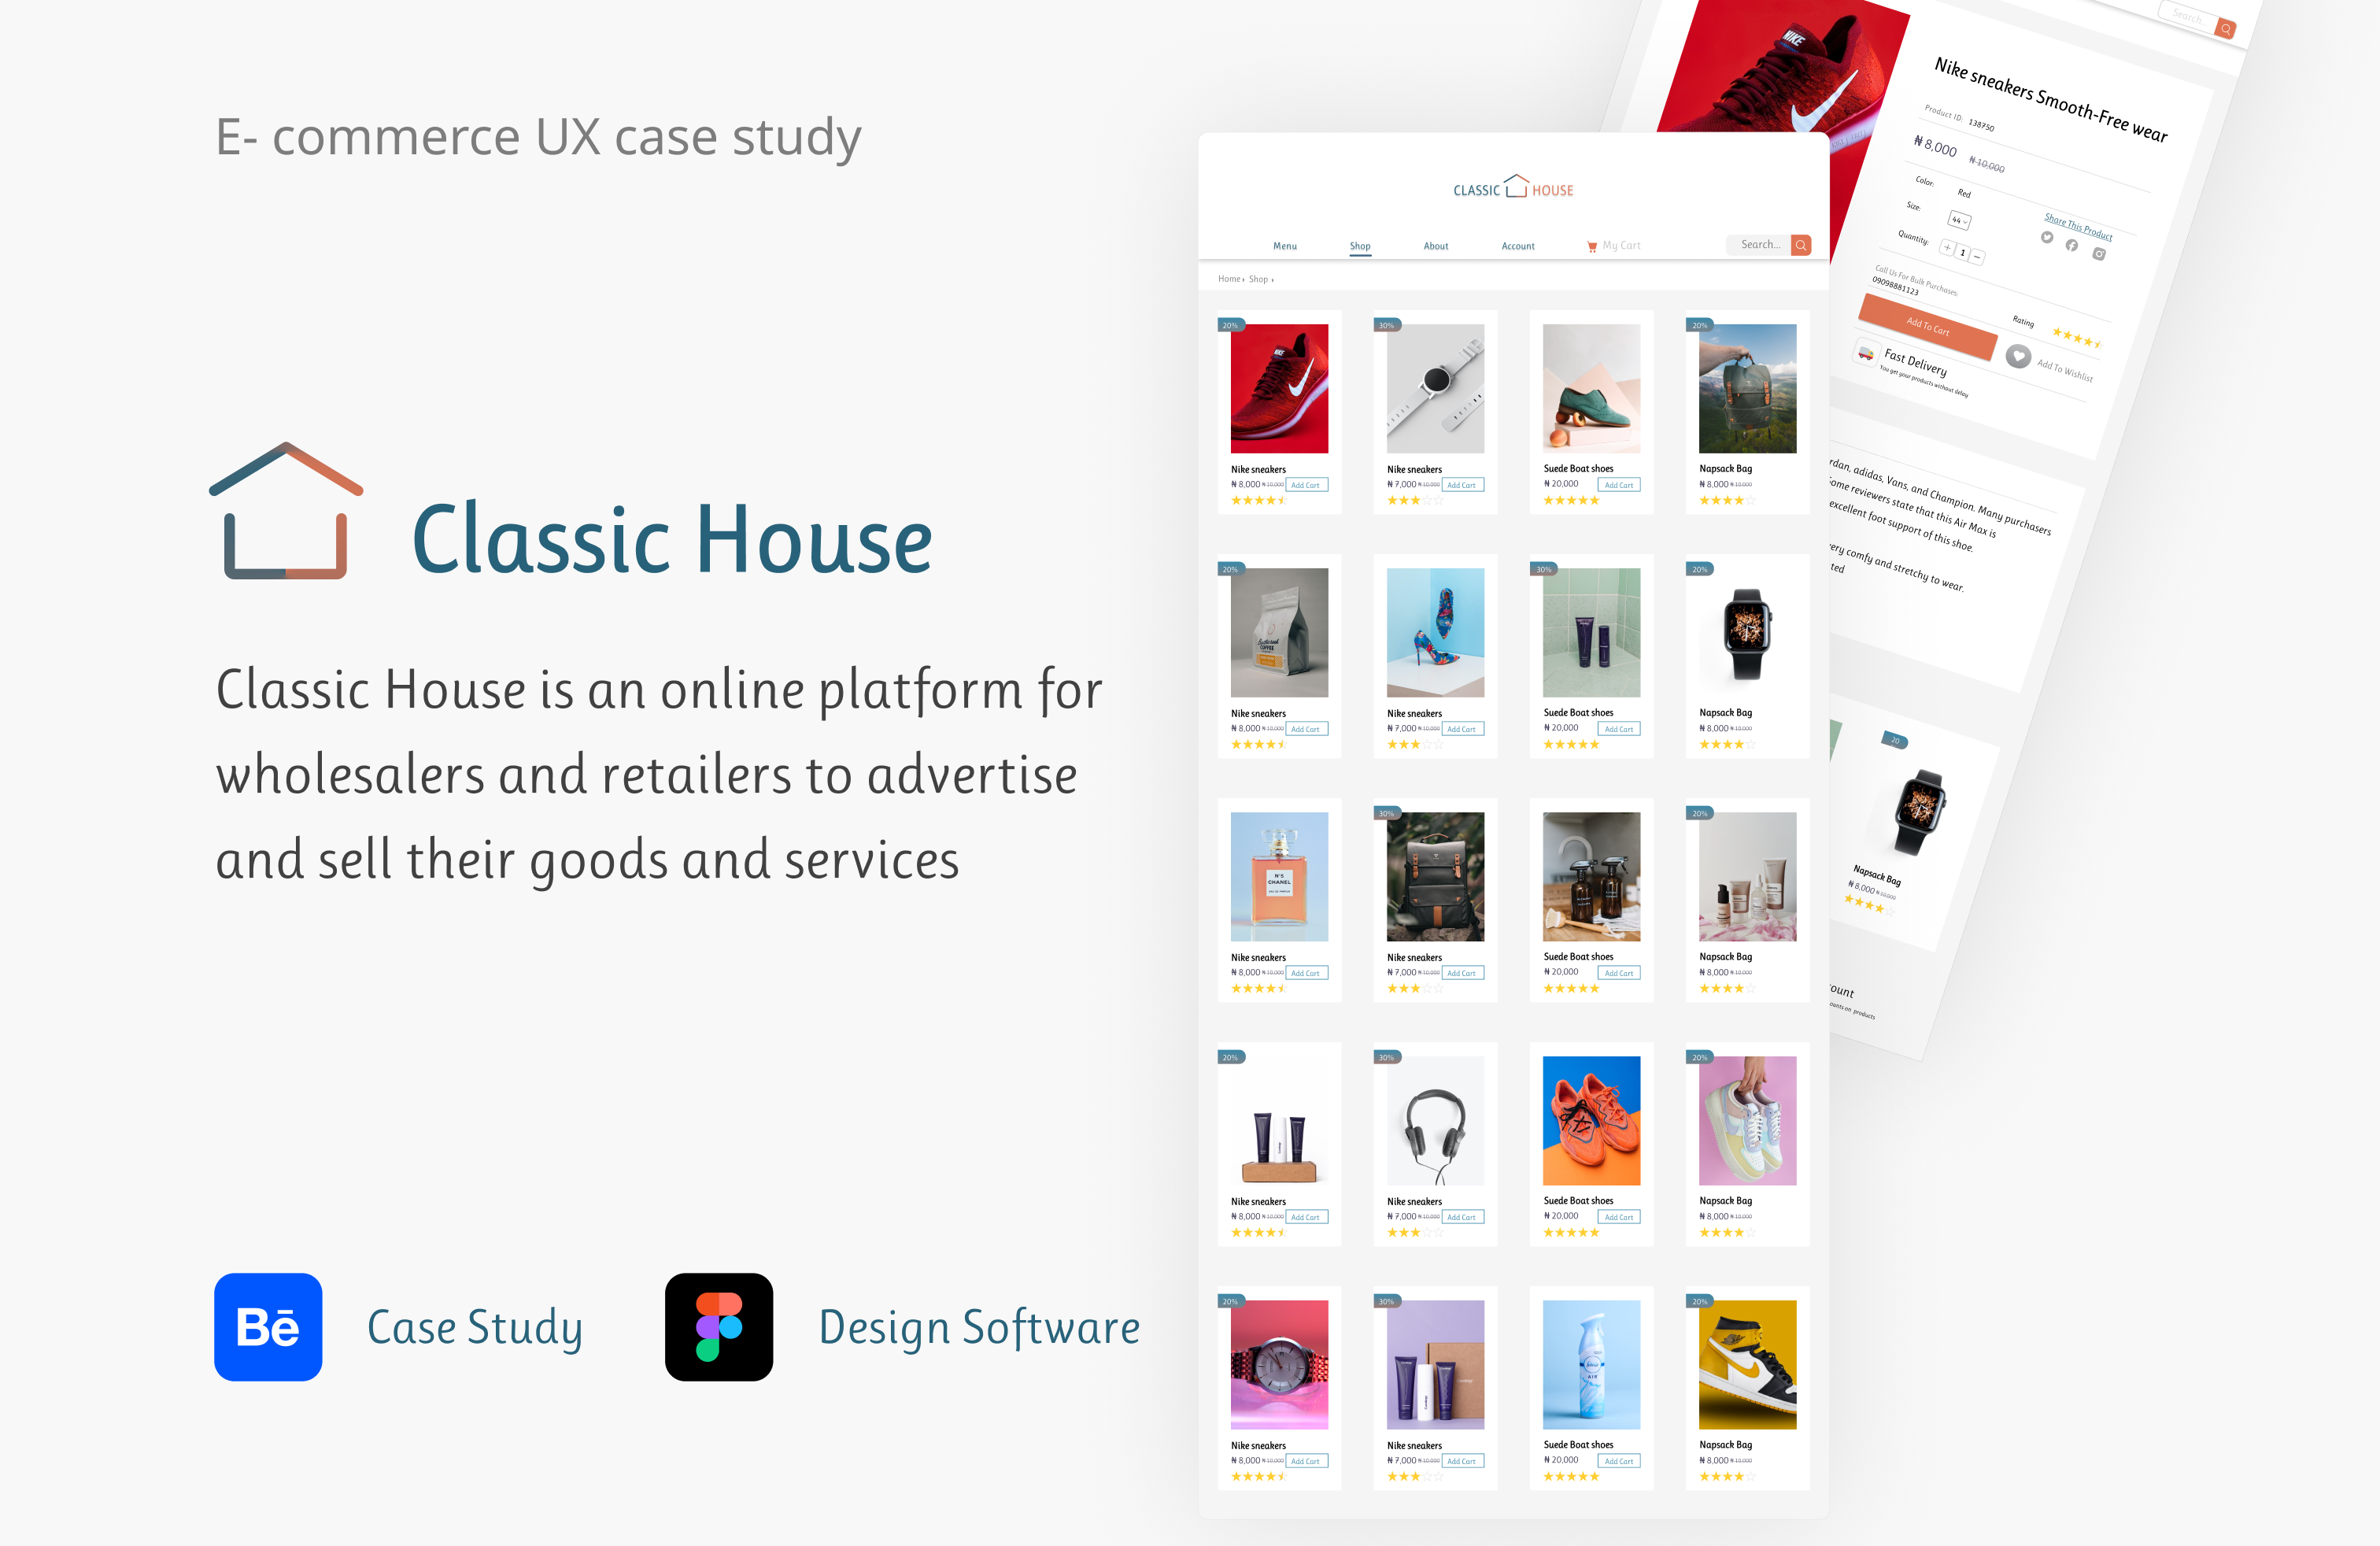 E- commerce UX case study
Classic House
Classic House is an online platform for
wholesalers and retailers to advertise
and sell their goods and services
Bē
Case Study
Design Software
CLASSIC HOUSE
Menu Shop About Account My Cart Search...
Home › Shop ›
20% 30% 20%
NIKE
Nike sneakers Nike sneakers Suede Boat shoes Napsack Bag
₦ 8,000 ₦ 10,000 Add Cart ₦ 7,000 ₦ 10,000 Add Cart ₦ 20,000 Add Cart ₦ 8,000 ₦ 10,000
20% 30% 20%
COFFEE
Nike sneakers Nike sneakers Suede Boat shoes Napsack Bag
₦ 8,000 ₦ 10,000 Add Cart ₦ 7,000 ₦ 10,000 Add Cart ₦ 20,000 Add Cart ₦ 8,000 ₦ 10,000
30% 20%
N°5
CHANEL
Nike sneakers Nike sneakers Suede Boat shoes Napsack Bag
₦ 8,000 ₦ 10,000 Add Cart ₦ 7,000 ₦ 10,000 Add Cart ₦ 20,000 Add Cart ₦ 8,000 ₦ 10,000
20% 30% 20%
Nike sneakers Nike sneakers Suede Boat shoes Napsack Bag
₦ 8,000 ₦ 10,000 Add Cart ₦ 7,000 ₦ 10,000 Add Cart ₦ 20,000 Add Cart ₦ 8,000 ₦ 10,000
20% 30% 20%
AIR
Nike sneakers Nike sneakers Suede Boat shoes Napsack Bag
₦ 8,000 ₦ 10,000 Add Cart ₦ 7,000 ₦ 10,000 Add Cart ₦ 20,000 Add Cart ₦ 8,000 ₦ 10,000
Search
NIKE
Nike sneakers Smooth-Free wear
Product ID: 138750
₦ 8,000 ₦ 10,000
Color: Red
Size: 44
Share This Product
Quantity: + 1 −
Call Us For Bulk Purchases
09098881123
Add To Cart
Rating
Add To Wishlist
Fast Delivery
You get your products without delay
rdan, adidas, Vans, and Champion. Many purchasers
ome reviewers state that this Air Max is
excellent foot support of this shoe.
ery comfy and stretchy to wear.
ted
20
Napsack Bag
₦ 8,000 ₦ 10,000
ount
ounts on products